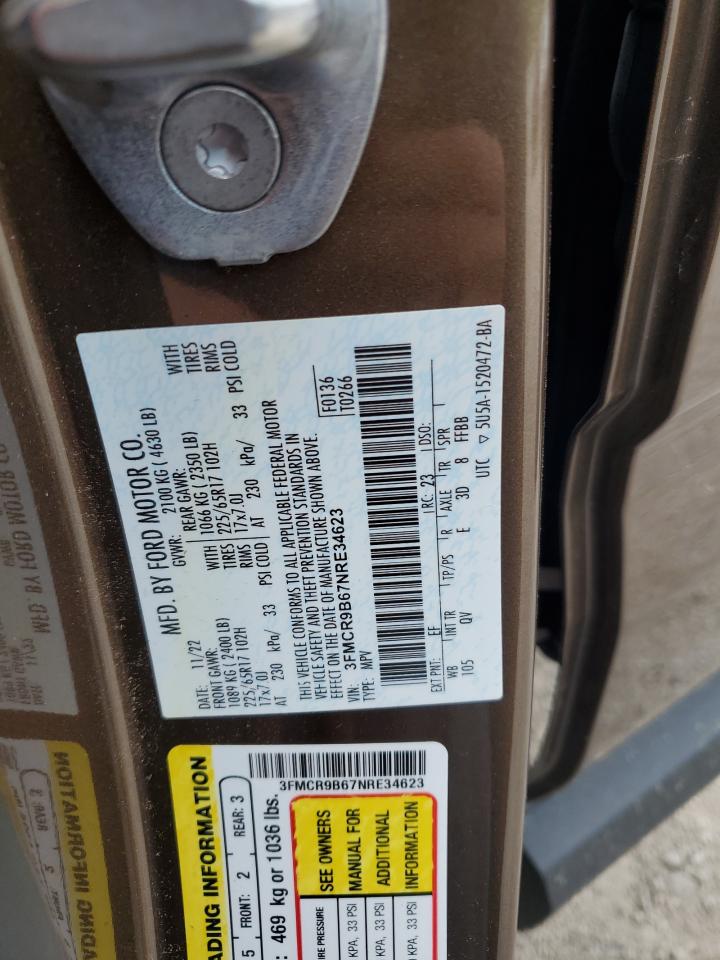 MFD. BY FORD MOTOR CO.
DATE: 11/22 GVWR: 2100 KG ( 4630 LB)
FRONT GAWR: REAR GAWR:
1089 KG ( 2400 LB) WITH 1066 KG ( 2350 LB) WITH
225/65R17 102H TIRES 225/65R17 102H TIRES
17x7.0J RIMS 17x7.0J RIMS
AT 230 kPa/ 33 PSI COLD AT 230 kPa/ 33 PSI COLD
THIS VEHICLE CONFORMS TO ALL APPLICABLE FEDERAL MOTOR
VEHICLE SAFETY AND THEFT PREVENTION STANDARDS IN
EFFECT ON THE DATE OF MANUFACTURE SHOWN ABOVE.
VIN: 3FMCR9B67NRE34623
TYPE: MPV
F0136
T0266
EXT PNT: EF RC: 23 DSO:
WB INT TR TP/PS R AXLE TR SPR
105 QV E 3D 8 FFBB
UTC ▽ 5U5A-1520472-BA
3FMCR9B67NRE34623
ADING INFORMATION
5 FRONT: 2 REAR: 3
: 469 kg or 1036 lbs.
RE PRESSURE
KPA, 33 PSI
KPA, 33 PSI
KPA, 33 PSI
SEE OWNERS
MANUAL FOR
ADDITIONAL
INFORMATION